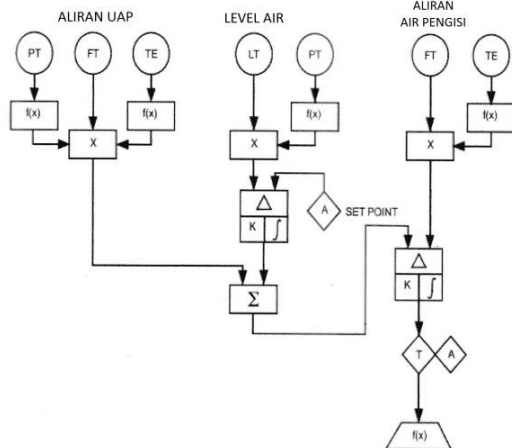 ALIRAN UAP
LEVEL AIR
ALIRAN
AIR PENGISI
PT
FT
TE
LT
PT
FT
TE
f(x)
f(x)
f(x)
f(x)
X
X
X
Δ
A
SET POINT
K
∫
Δ
K
∫
Σ
T
A
f(x)